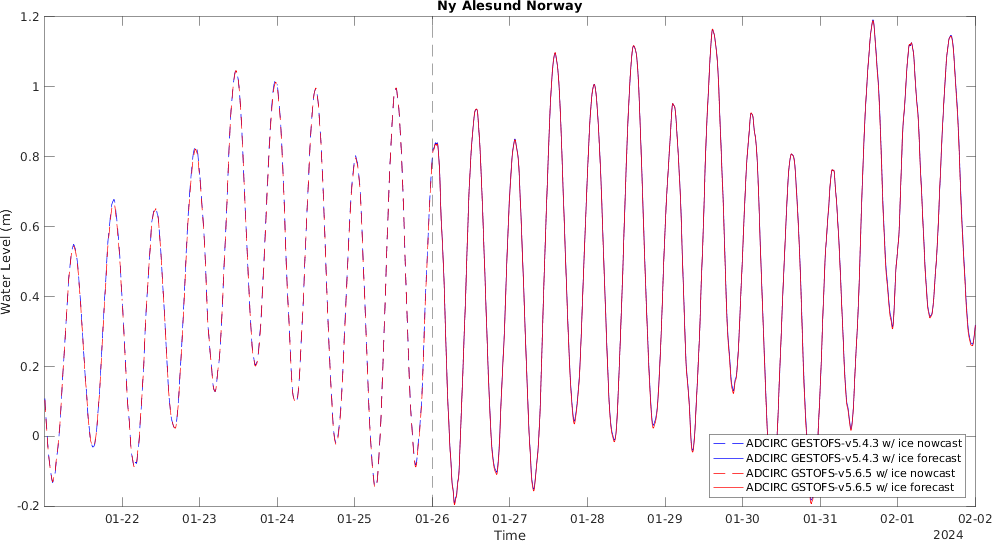 Ny Alesund Norway
1.2
1
0.8
0.6
0.4
0.2
0
-0.2
Water Level (m)
ADCIRC GESTOFS-v5.4.3 w/ ice nowcast
ADCIRC GESTOFS-v5.4.3 w/ ice forecast
ADCIRC GSTOFS-v5.6.5 w/ ice nowcast
ADCIRC GSTOFS-v5.6.5 w/ ice forecast
01-22 01-23 01-24 01-25 01-26 01-27 01-28 01-29 01-30 01-31 02-01 02-02
Time
2024